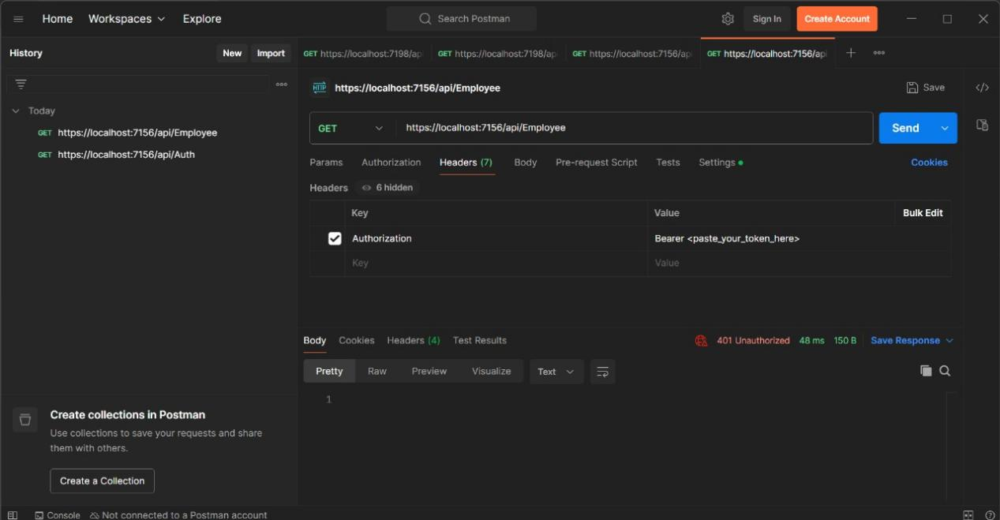 Home Workspaces Explore Search Postman Sign In Create Account
History New Import
GET https://localhost:7198/api GET https://localhost:7198/api GET https://localhost:7156/api GET https://localhost:7156/api
HTTP https://localhost:7156/api/Employee Save
Today
GET https://localhost:7156/api/Employee
GET https://localhost:7156/api/Auth
GET https://localhost:7156/api/Employee Send
Params Authorization Headers (7) Body Pre-request Script Tests Settings Cookies
Headers 6 hidden
Key Value Bulk Edit
Authorization Bearer <paste_your_token_here>
Key Value
Body Cookies Headers (4) Test Results 401 Unauthorized 48 ms 150 B Save Response
Pretty Raw Preview Visualize Text
1
Create collections in Postman
Use collections to save your requests and share
them with others.
Create a Collection
Console Not connected to a Postman account